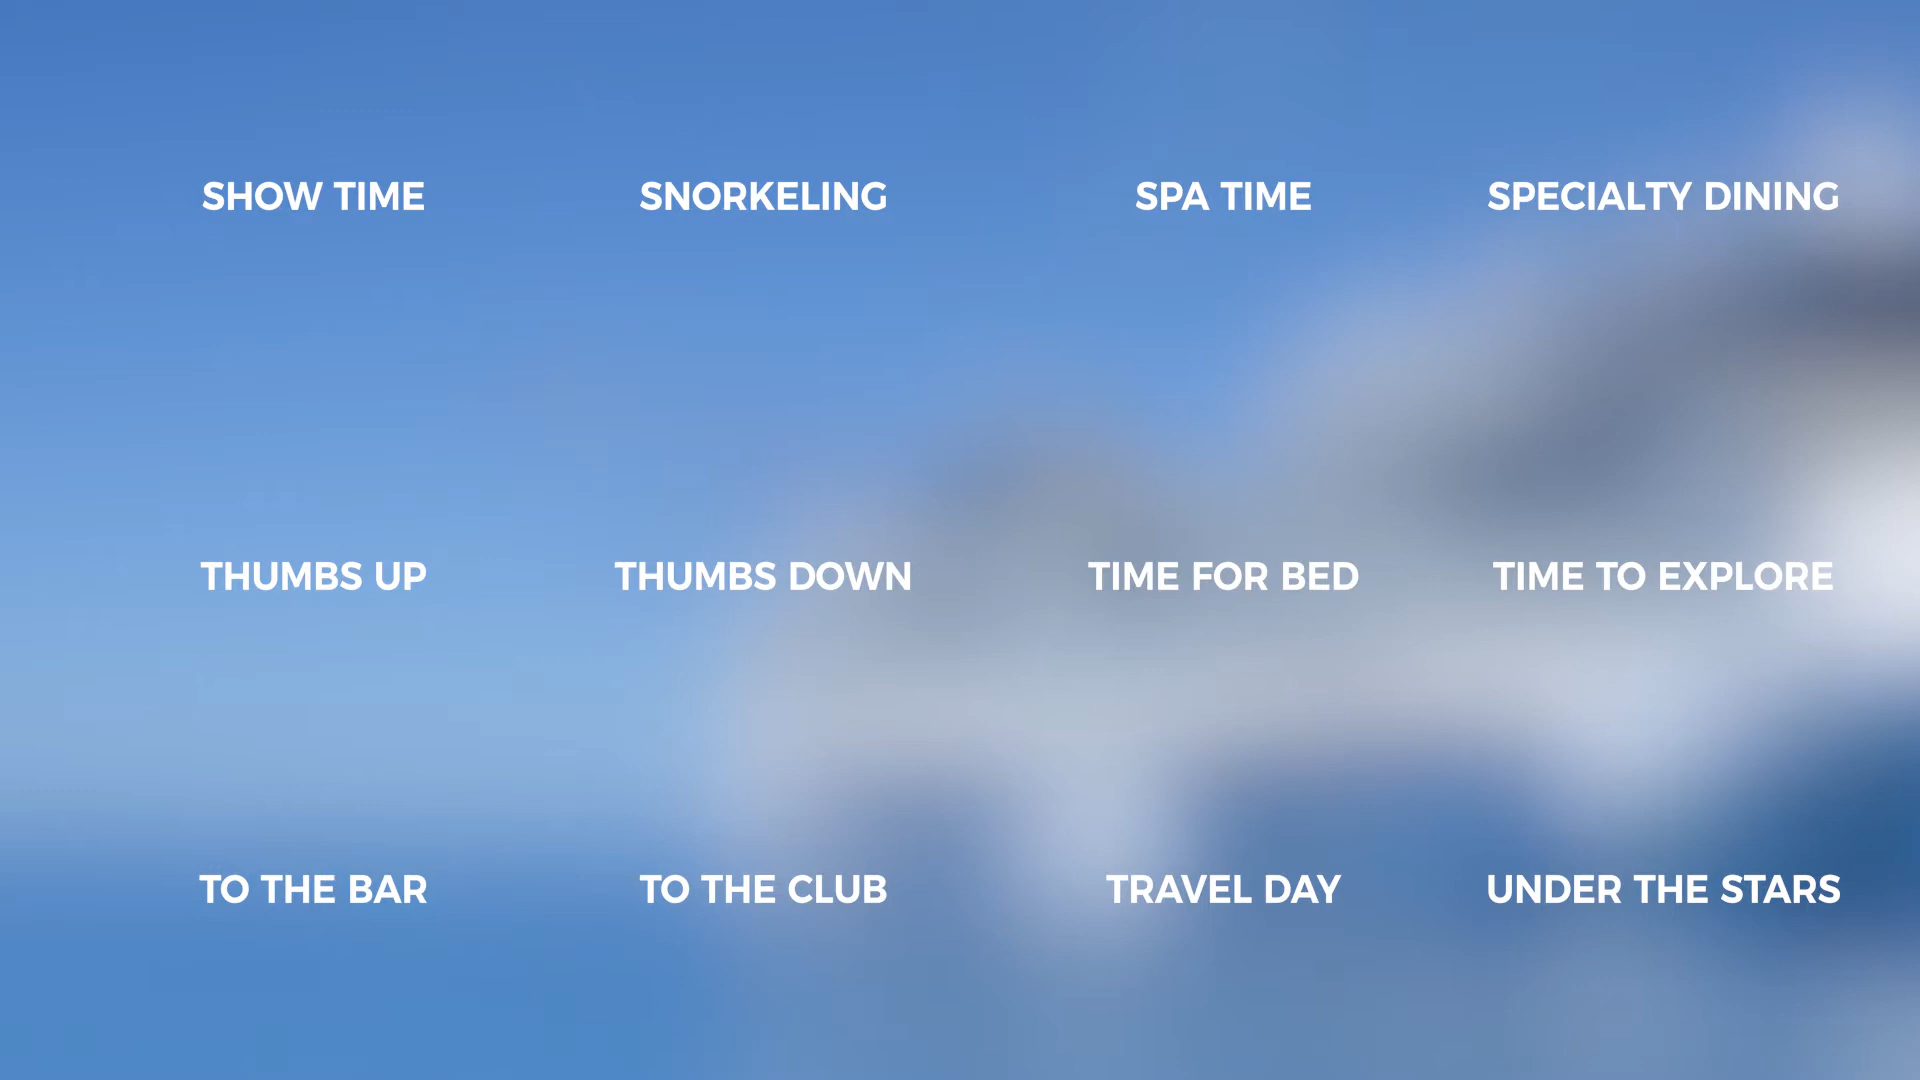 SHOW TIME
SNORKELING
SPA TIME
SPECIALTY DINING
THUMBS UP
THUMBS DOWN
TIME FOR BED
TIME TO EXPLORE
TO THE BAR
TO THE CLUB
TRAVEL DAY
UNDER THE STARS